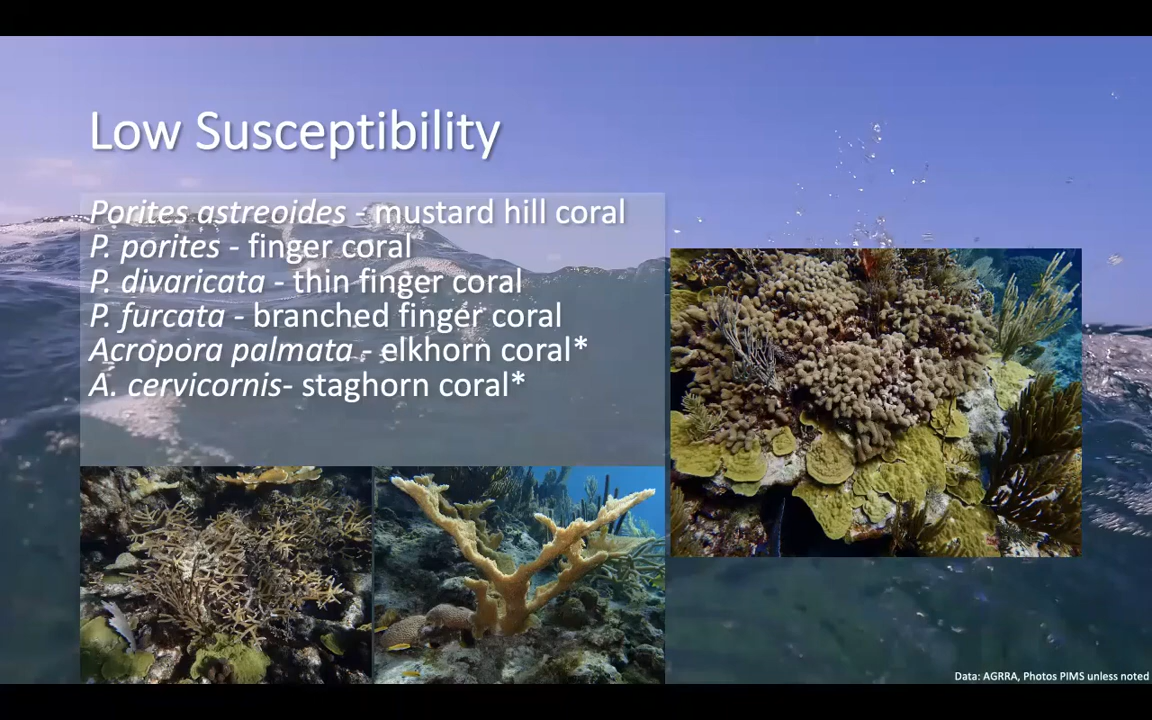 Low Susceptibility
Porites astreoides - mustard hill coral
P. porites - finger coral
P. divaricata - thin finger coral
P. furcata - branched finger coral
Acropora palmata - elkhorn coral*
A. cervicornis- staghorn coral*
Data: AGRRA, Photos PIMS unless noted